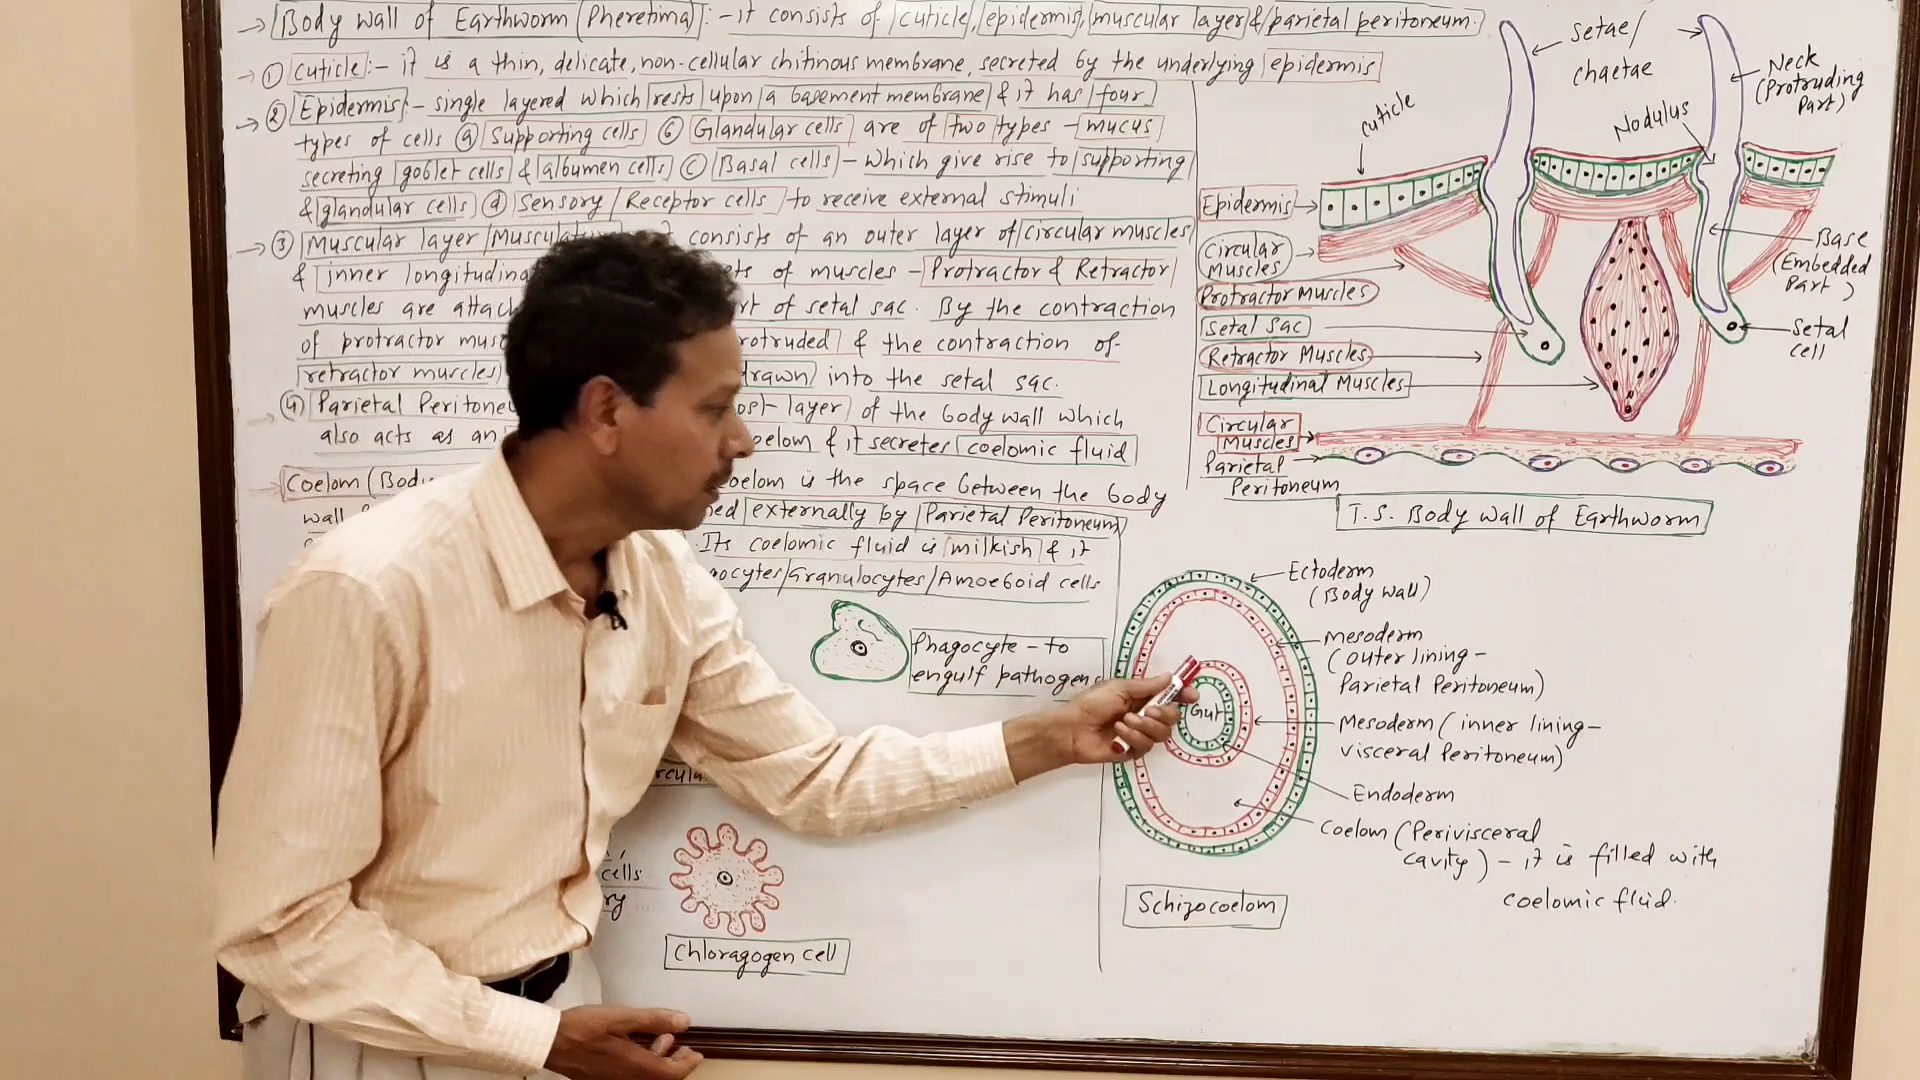 Body wall of Earthworm (Pheretima) :- it consists of cuticle, epidermis, muscular layer & parietal peritoneum.
① Cuticle :- it is a thin, delicate, non-cellular chitinous membrane, secreted by the underlying epidermis
② Epidermis :- single layered which rests upon a basement membrane & it has four
types of cells ⓐ Supporting cells ⓑ Glandular cells are of two types - mucus
secreting goblet cells & albumen cells ⓒ Basal cells - which give rise to supporting
& glandular cells ⓓ Sensory / Receptor cells to receive external stimuli
③ Muscular layer / consists of an outer layer of circular muscles
& inner of muscles - Protractor & Retractor
muscles are of setal sac. By the contraction
of protractor & the contraction of
retractor muscles into the setal sac.
④ Parietal layer of the body wall which
also acts as & it secretes coelomic fluid
Coelom is the space between the body
wall externally by Parietal Peritoneum
Its coelomic fluid is milkish & it
Granulocytes / Amoeboid cells
Phagocyte - to
engulf pathogens
cells
Chloragogen cell
Setae /
chaetae
Neck
(Protruding
Part)
Nodulus
cuticle
Epidermis
Circular
Muscles
Protractor Muscles
Setal Sac
Retractor Muscles
Longitudinal Muscles
Circular
Muscles
Parietal
Peritoneum
Base
(Embedded
Part)
Setal
cell
T.S. Body wall of Earthworm
Ectoderm
(Body wall)
Mesoderm
(outer lining -
Parietal Peritoneum)
Mesoderm (inner lining -
visceral Peritoneum)
Gut
Endoderm
Coelom (Perivisceral
cavity) - it is filled with
coelomic fluid.
Schizocoelom